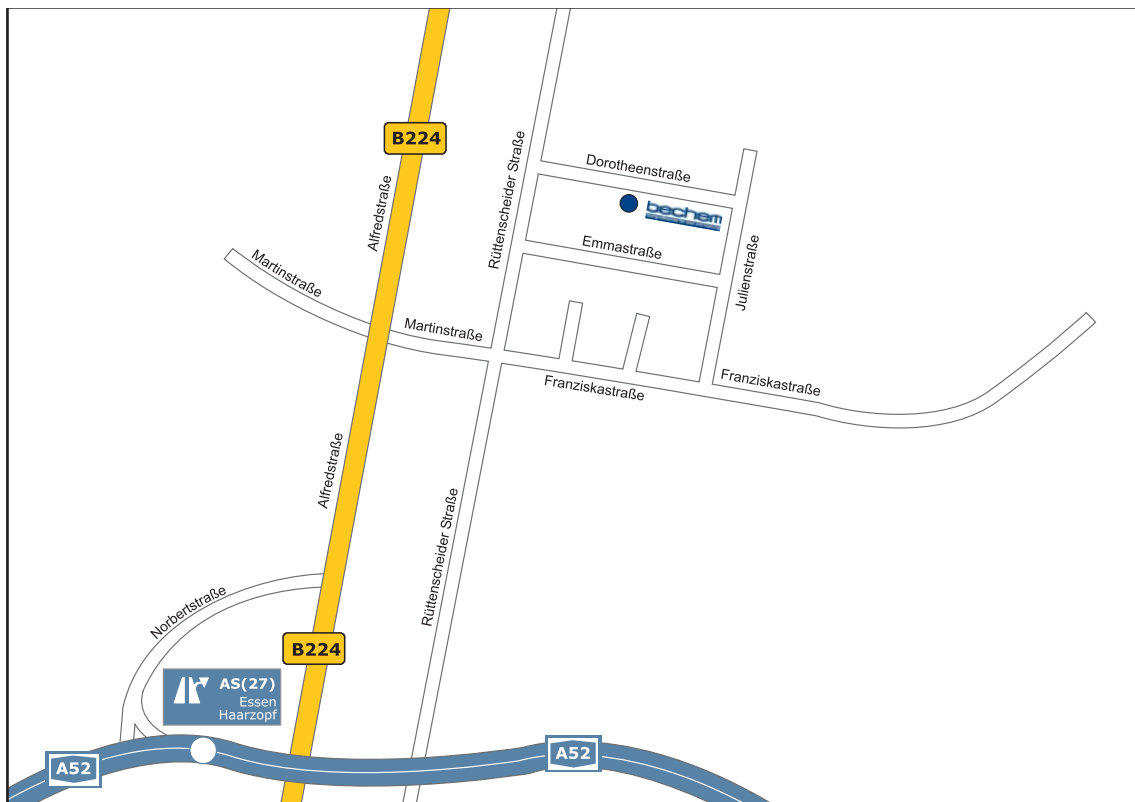 B224
Rüttenscheider Straße
Dorotheenstraße
Alfredstraße
bechem
Emmastraße
Julienstraße
Martinstraße
Martinstraße
Franziskastraße
Franziskastraße
Alfredstraße
Rüttenscheider Straße
Norbertstraße
B224
AS(27)
Essen
Haarzopf
A52
A52